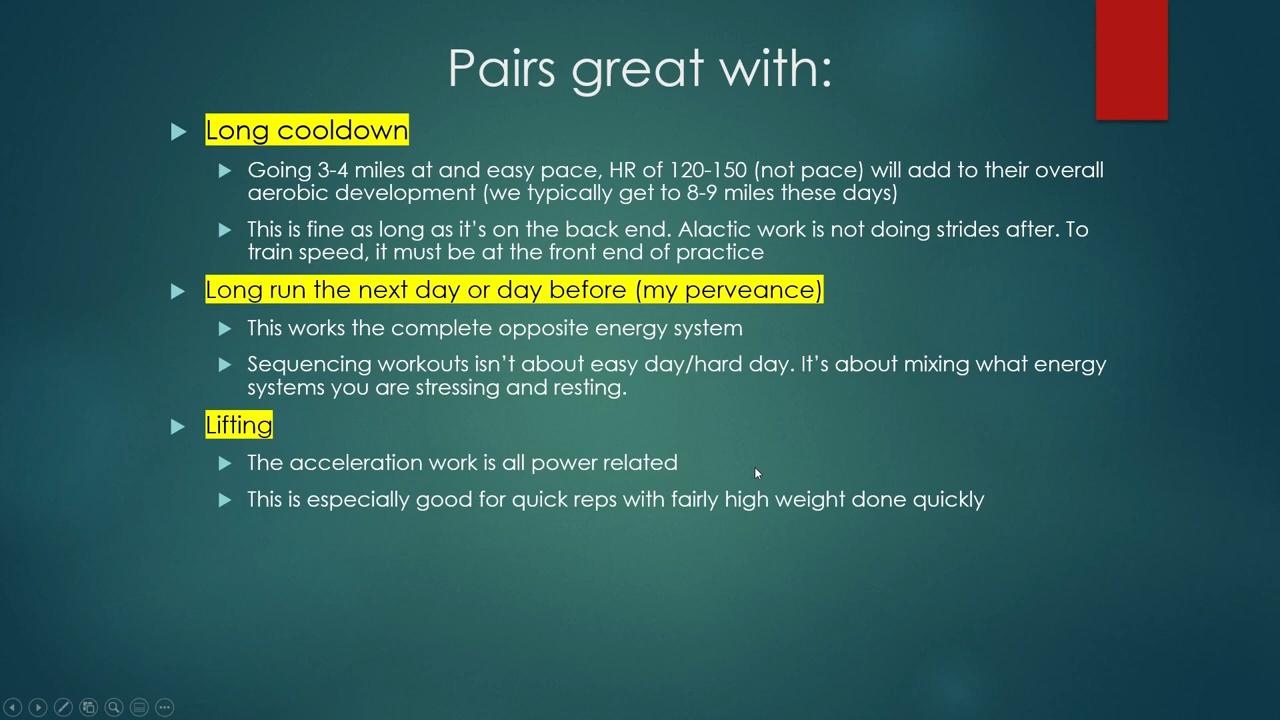 Pairs great with:
Long cooldown
Going 3-4 miles at and easy pace, HR of 120-150 (not pace) will add to their overall
aerobic development (we typically get to 8-9 miles these days)
This is fine as long as it's on the back end. Alactic work is not doing strides after. To
train speed, it must be at the front end of practice
Long run the next day or day before (my perveance)
This works the complete opposite energy system
Sequencing workouts isn't about easy day/hard day. It's about mixing what energy
systems you are stressing and resting.
Lifting
The acceleration work is all power related
This is especially good for quick reps with fairly high weight done quickly